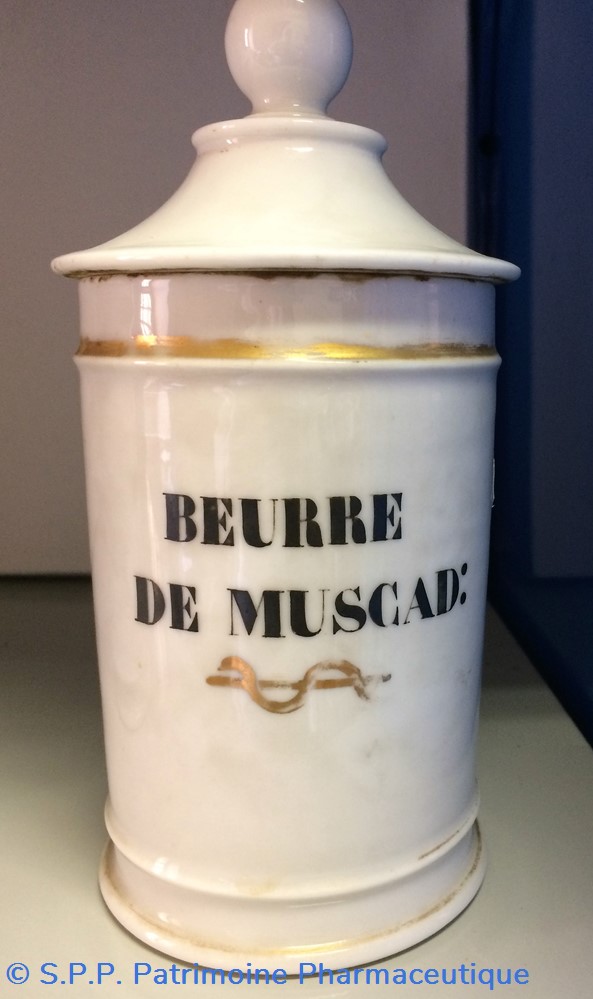 BEURRE
DE MUSCAD:
© S.P.P. Patrimoine Pharmaceutique